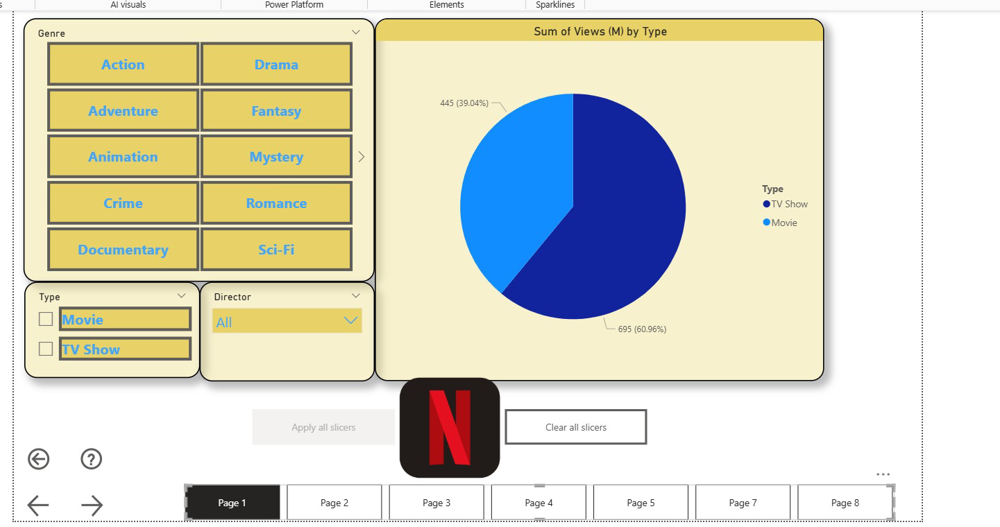 AI visuals
Power Platform
Elements
Sparklines
Genre
Action
Drama
Adventure
Fantasy
Animation
Mystery
Crime
Romance
Documentary
Sci-Fi
Type
Movie
TV Show
Director
All
Sum of Views (M) by Type
445 (39.04%)
695 (60.96%)
Type
TV Show
Movie
Apply all slicers
N
Clear all slicers
?
Page 1
Page 2
Page 3
Page 4
Page 5
Page 7
Page 8